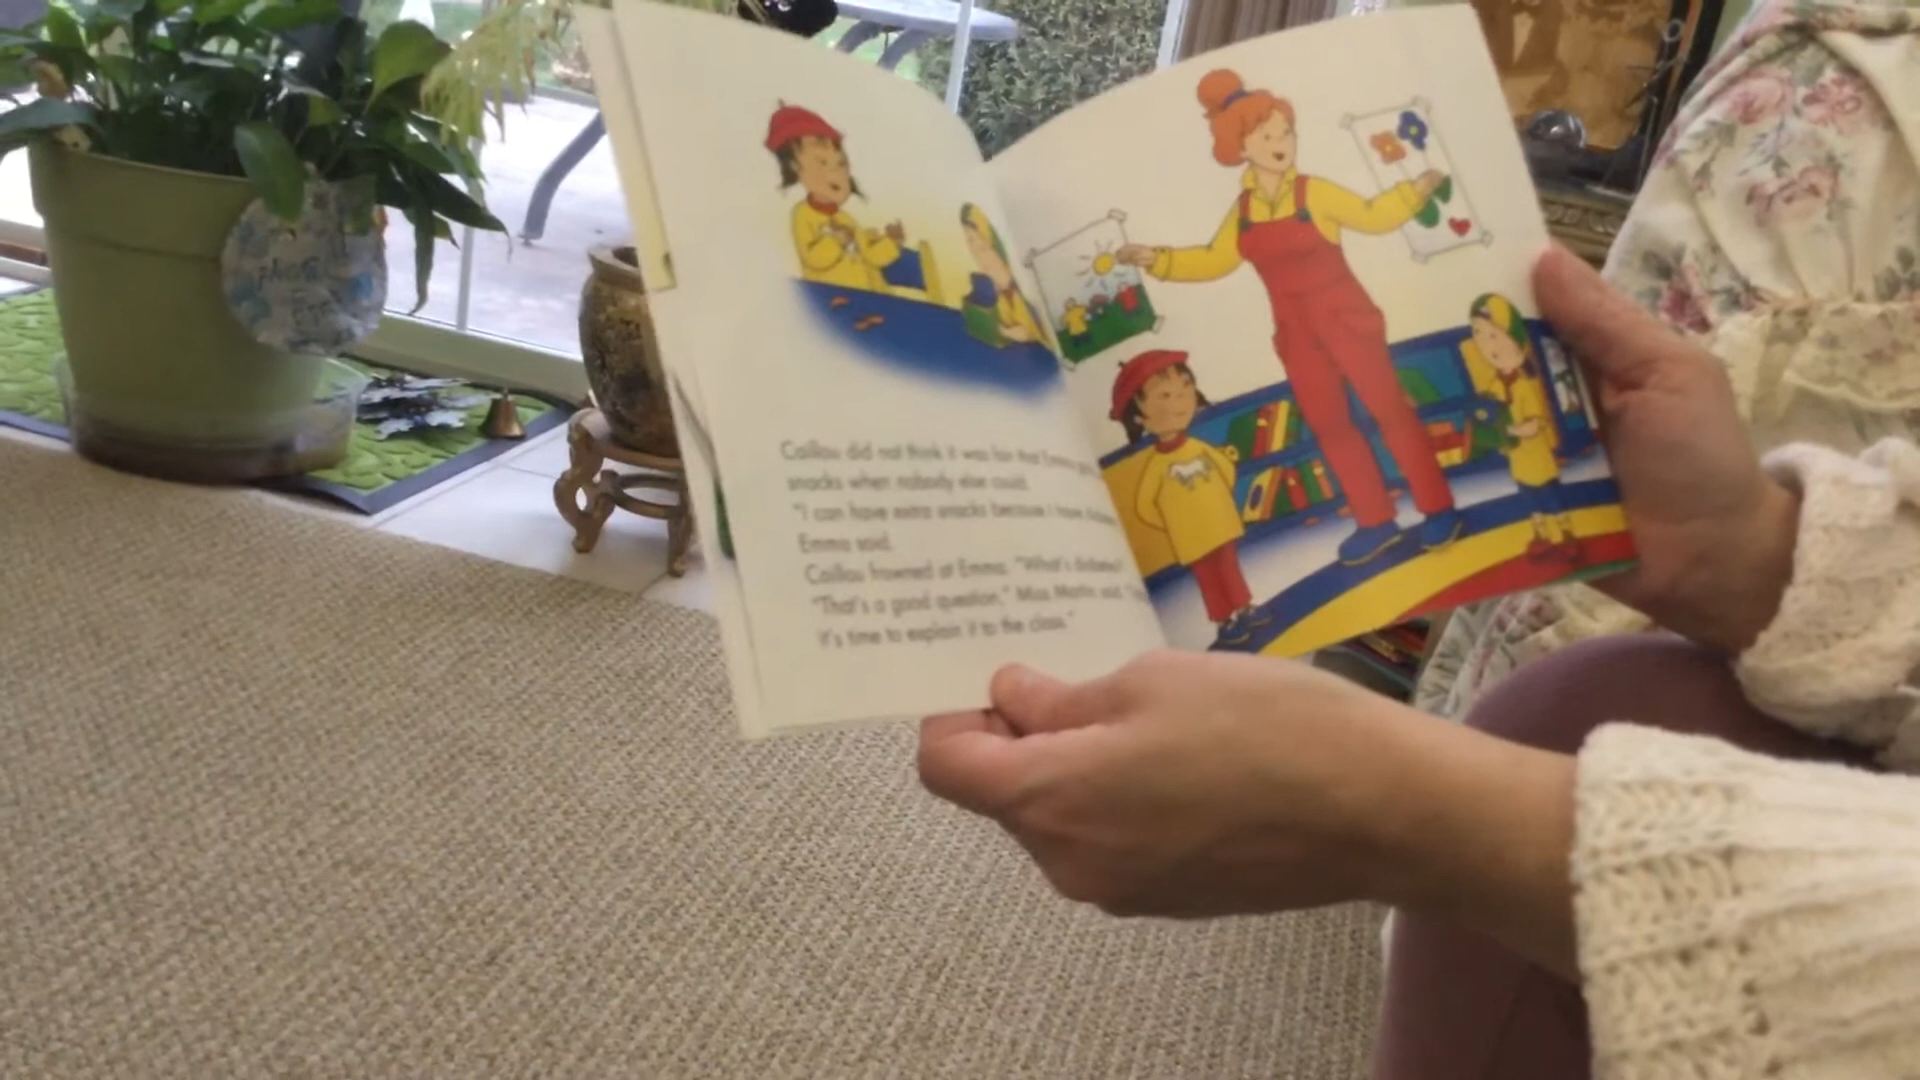 Caillou did not think it was fair that Emma
snacks when nobody else could.
"I can have extra snacks because I have
Emma said.
Caillou frowned at Emma. "What's diabetes?"
"That's a good question," Miss Martin said.
it's time to explain it to the class."